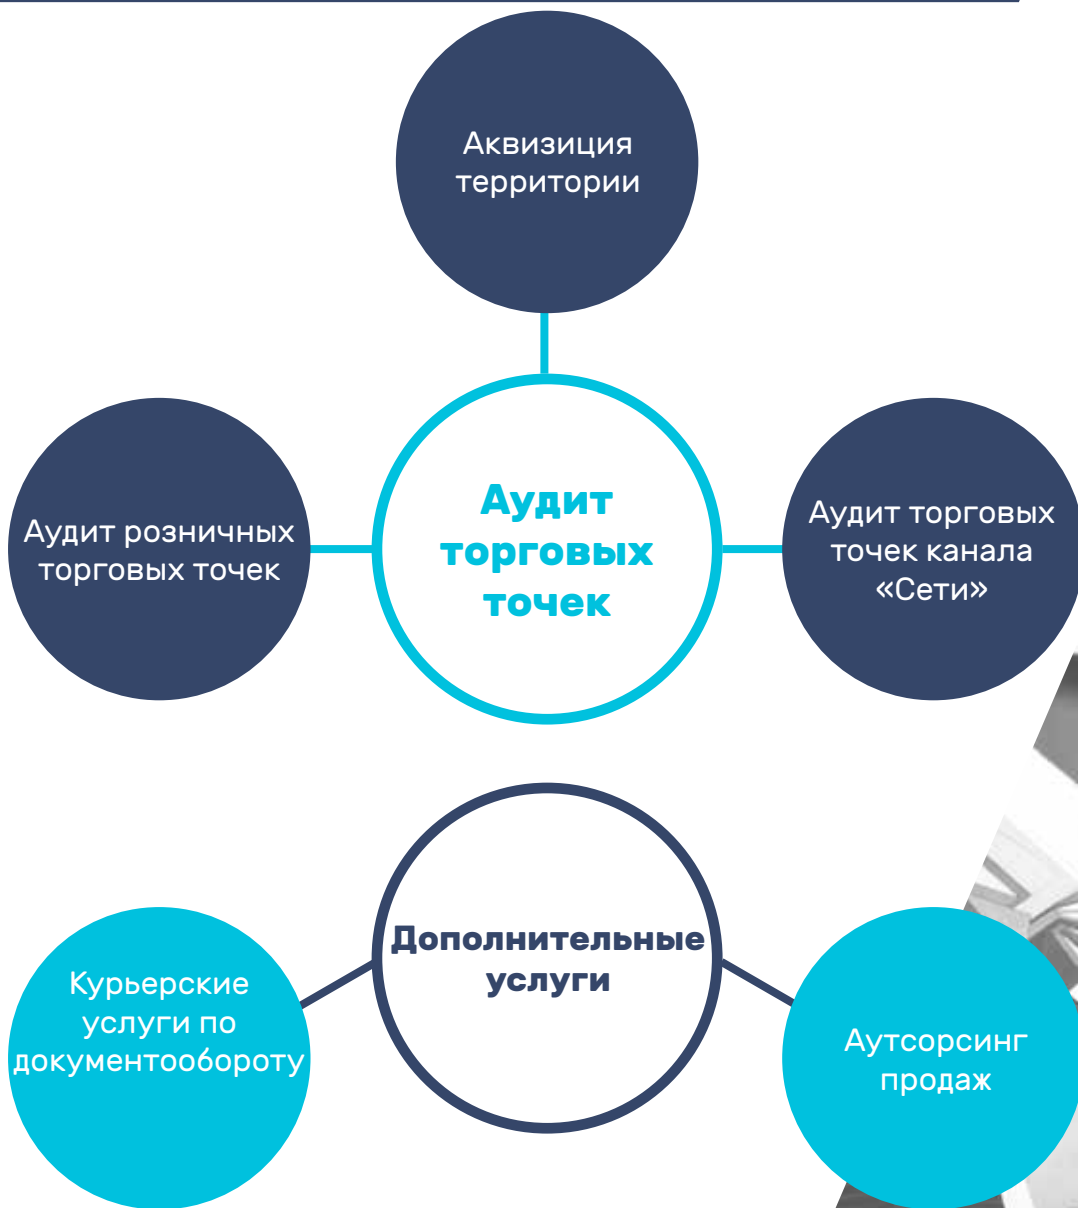 Аквизиция
территории
Аудит розничных
торговых точек
Аудит
торговых
точек
Аудит торговых
точек канала
«Сети»
Дополнительные
услуги
Курьерские
услуги по
документообороту
Аутсорсинг
продаж